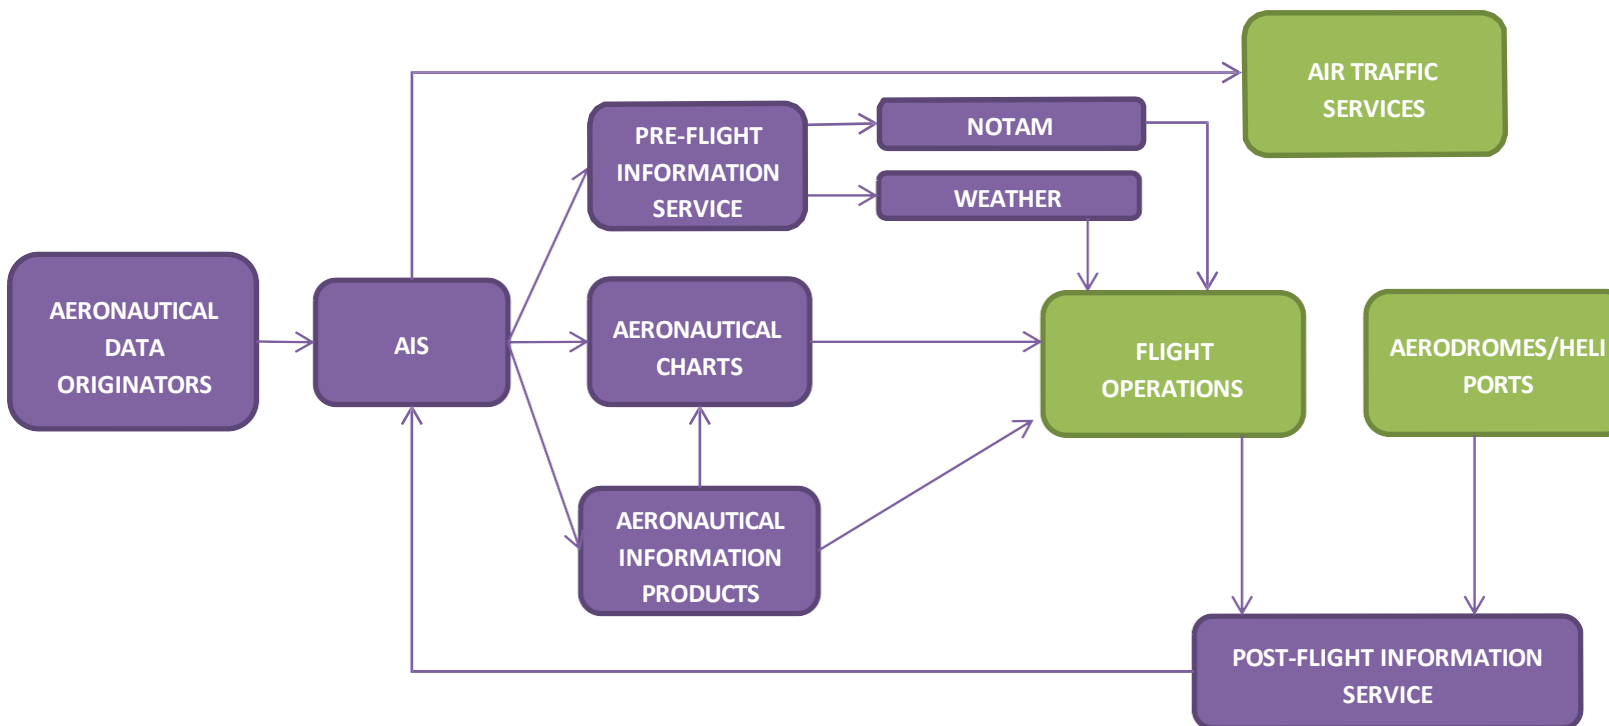 AIR TRAFFIC
SERVICES
PRE-FLIGHT
INFORMATION
SERVICE
NOTAM
WEATHER
AERONAUTICAL
DATA
ORIGINATORS
AIS
AERONAUTICAL
CHARTS
FLIGHT
OPERATIONS
AERODROMES/HELI
PORTS
AERONAUTICAL
INFORMATION
PRODUCTS
POST-FLIGHT INFORMATION
SERVICE